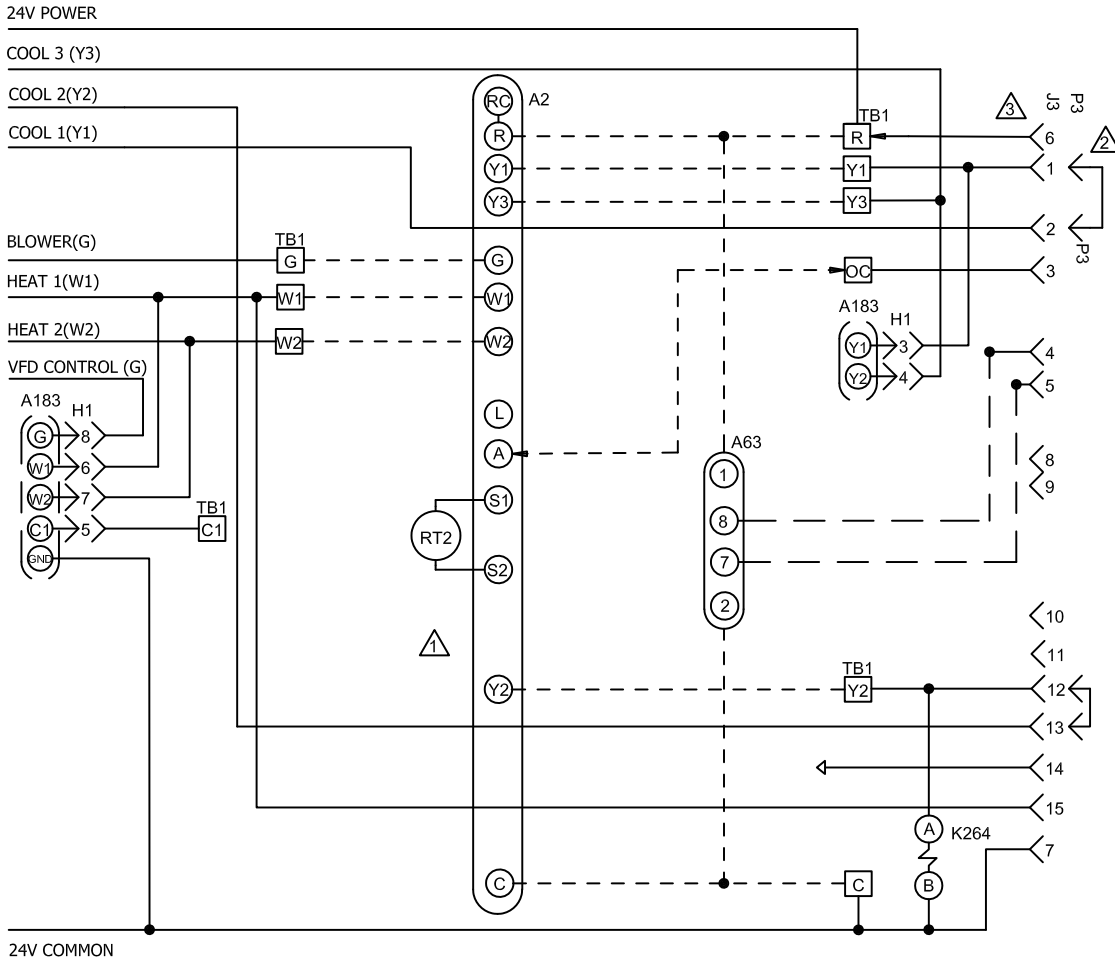 24V POWER
COOL 3 (Y3)
COOL 2(Y2)
COOL 1(Y1)
BLOWER(G)
HEAT 1(W1)
HEAT 2(W2)
VFD CONTROL (G)
A183
H1
G
8
W1
6
W2
7
C1
5
GND
TB1
C1
TB1
G
W1
W2
A2
RC
R
Y1
Y3
G
W1
W2
L
A
S1
RT2
S2
1
Y2
C
A63
1
8
7
2
TB1
R
Y1
Y3
OC
A183
H1
Y1
3
Y2
4
TB1
Y2
C
A
K264
B
3
J3
P3
2
6
1
2
P3
3
4
5
8
9
10
11
12
13
14
15
7
24V COMMON